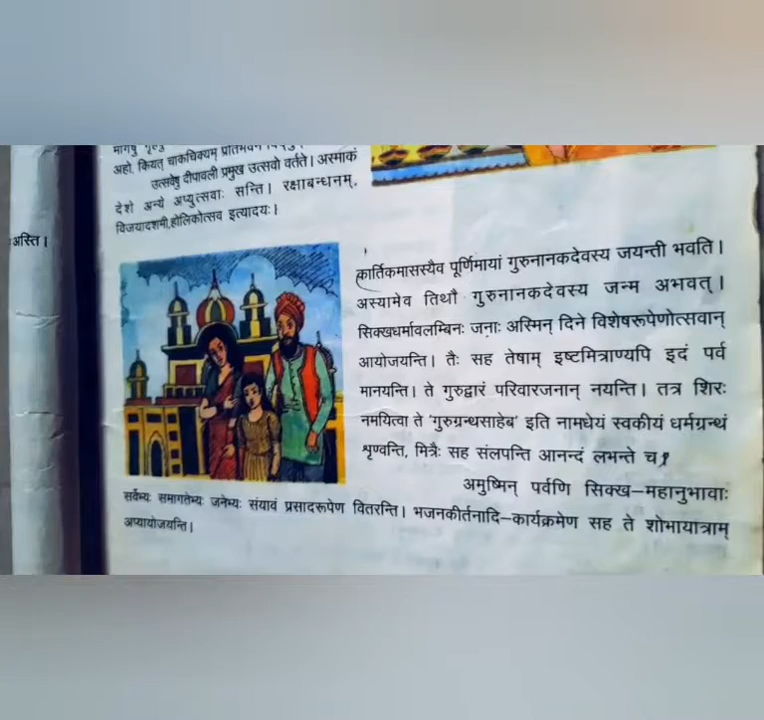 अहो, कियत् चाकचिक्यम्
उत्सवेषु दीपावली प्रमुख उत्सवो वर्तते। अस्माकं
देशे अन्ये अप्युत्सवाः सन्ति। रक्षाबन्धनम्,
विजयादशमी,होलिकोत्सव इत्यादयः।
अस्ति।
कार्तिकमासस्यैव पूर्णिमायां गुरुनानकदेवस्य जयन्ती भवति।
अस्यामेव तिथौ गुरुनानकदेवस्य जन्म अभवत्।
सिक्खधर्मावलम्बिनः जनाः अस्मिन् दिने विशेषरूपेणोत्सवान्
आयोजयन्ति। तैः सह तेषाम् इष्टमित्राण्यपि इदं पर्व
मानयन्ति। ते गुरुद्वारं परिवारजनान् नयन्ति। तत्र शिरः
नमयित्वा ते 'गुरुग्रन्थसाहेब' इति नामधेयं स्वकीयं धर्मग्रन्थं
शृण्वन्ति, मित्रैः सह संलपन्ति आनन्दं लभन्ते च।
अमुष्मिन् पर्वणि सिक्ख–महानुभावाः
सर्वेभ्यः समागतेभ्यः जनेभ्यः संयावं प्रसादरूपेण वितरन्ति। भजनकीर्तनादि–कार्यक्रमेण सह ते शोभायात्राम्
अप्यायोजयन्ति।